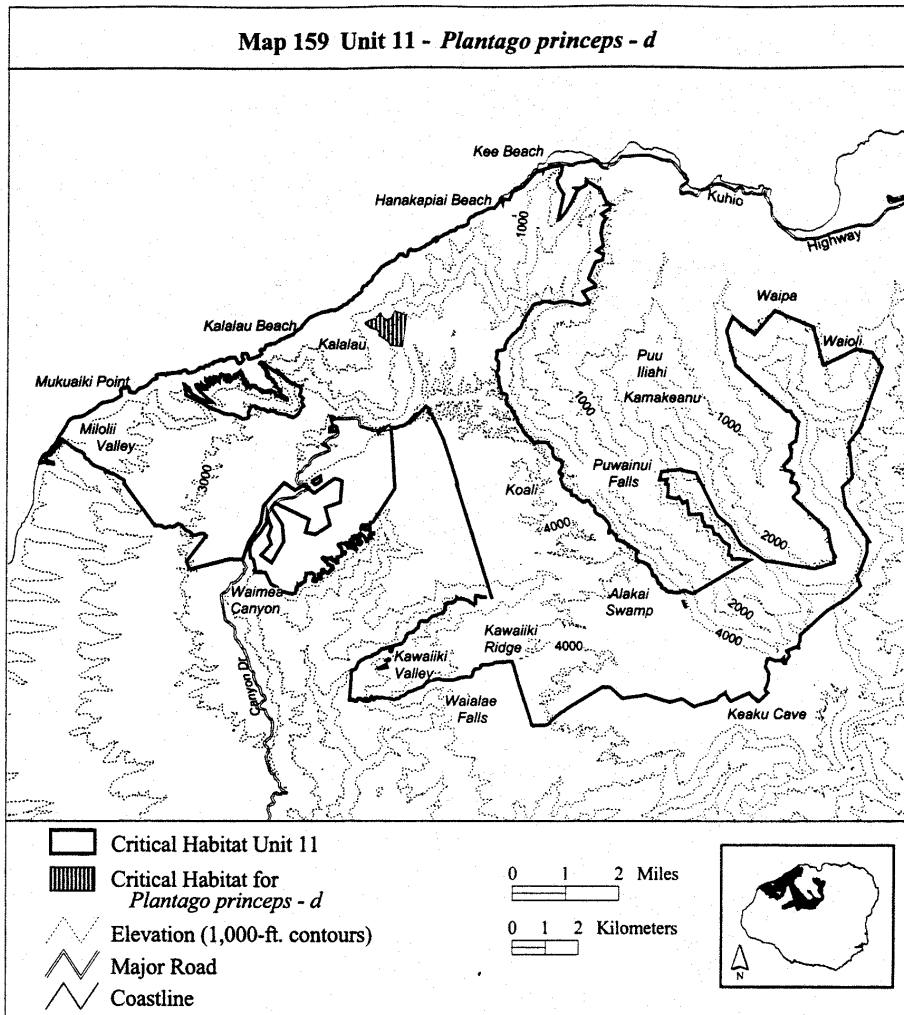 Map 159 Unit 11 - Plantago princeps - d
Kee Beach
Hanakapiai Beach
Kuhio
Highway
1000
Waipa
Kalalau Beach
Kalalau
Waioli
Puu
Iliahi
Mukuaiki Point
Kamakeanu
1000
1000
Milolii
Valley
3000
Puwainui
Falls
Koali
4000
2000
Waimea
Canyon
Alakai
Swamp
2000
4000
Kawaiiki
Ridge
4000
Kawaiiki
Valley
Canyon Dr
Waialae
Falls
Keaku Cave
Critical Habitat Unit 11
Critical Habitat for
Plantago princeps - d
Elevation (1,000-ft. contours)
Major Road
Coastline
0 1 2 Miles
0 1 2 Kilometers
N